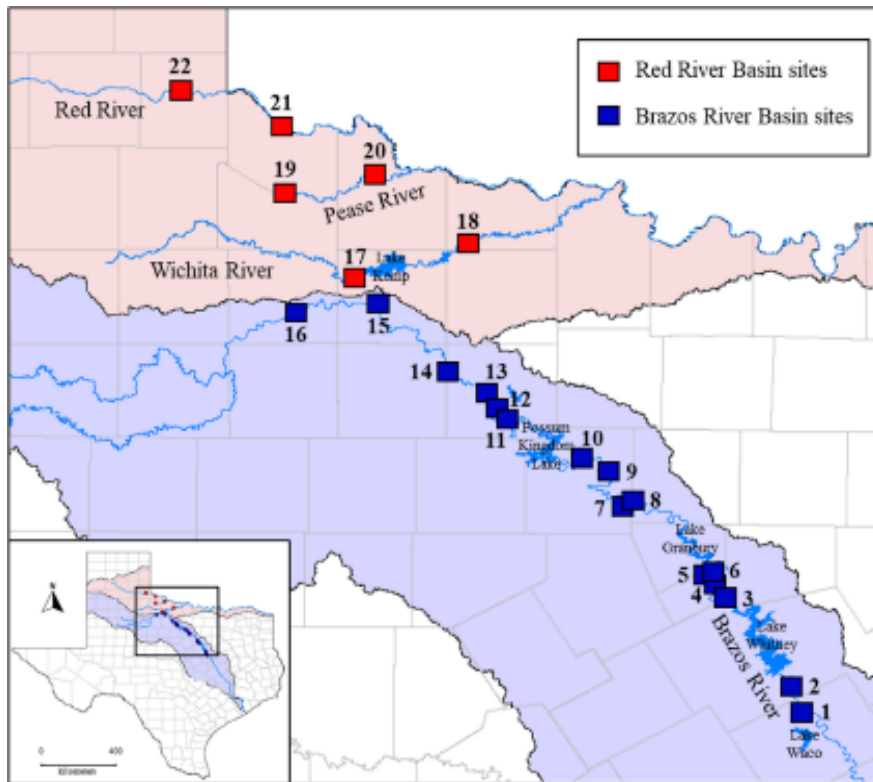 22
Red River
21
Red River Basin sites
Brazos River Basin sites
19
20
Pease River
18
Wichita River
17
Lake
Kemp
16
15
14
13
12
11
Possum
Kingdom
Lake
10
9
7
8
Lake
Granbury
5
6
4
3
Lake
Whitney
Brazos River
2
1
Lake
Waco
N
0
400
kilometers